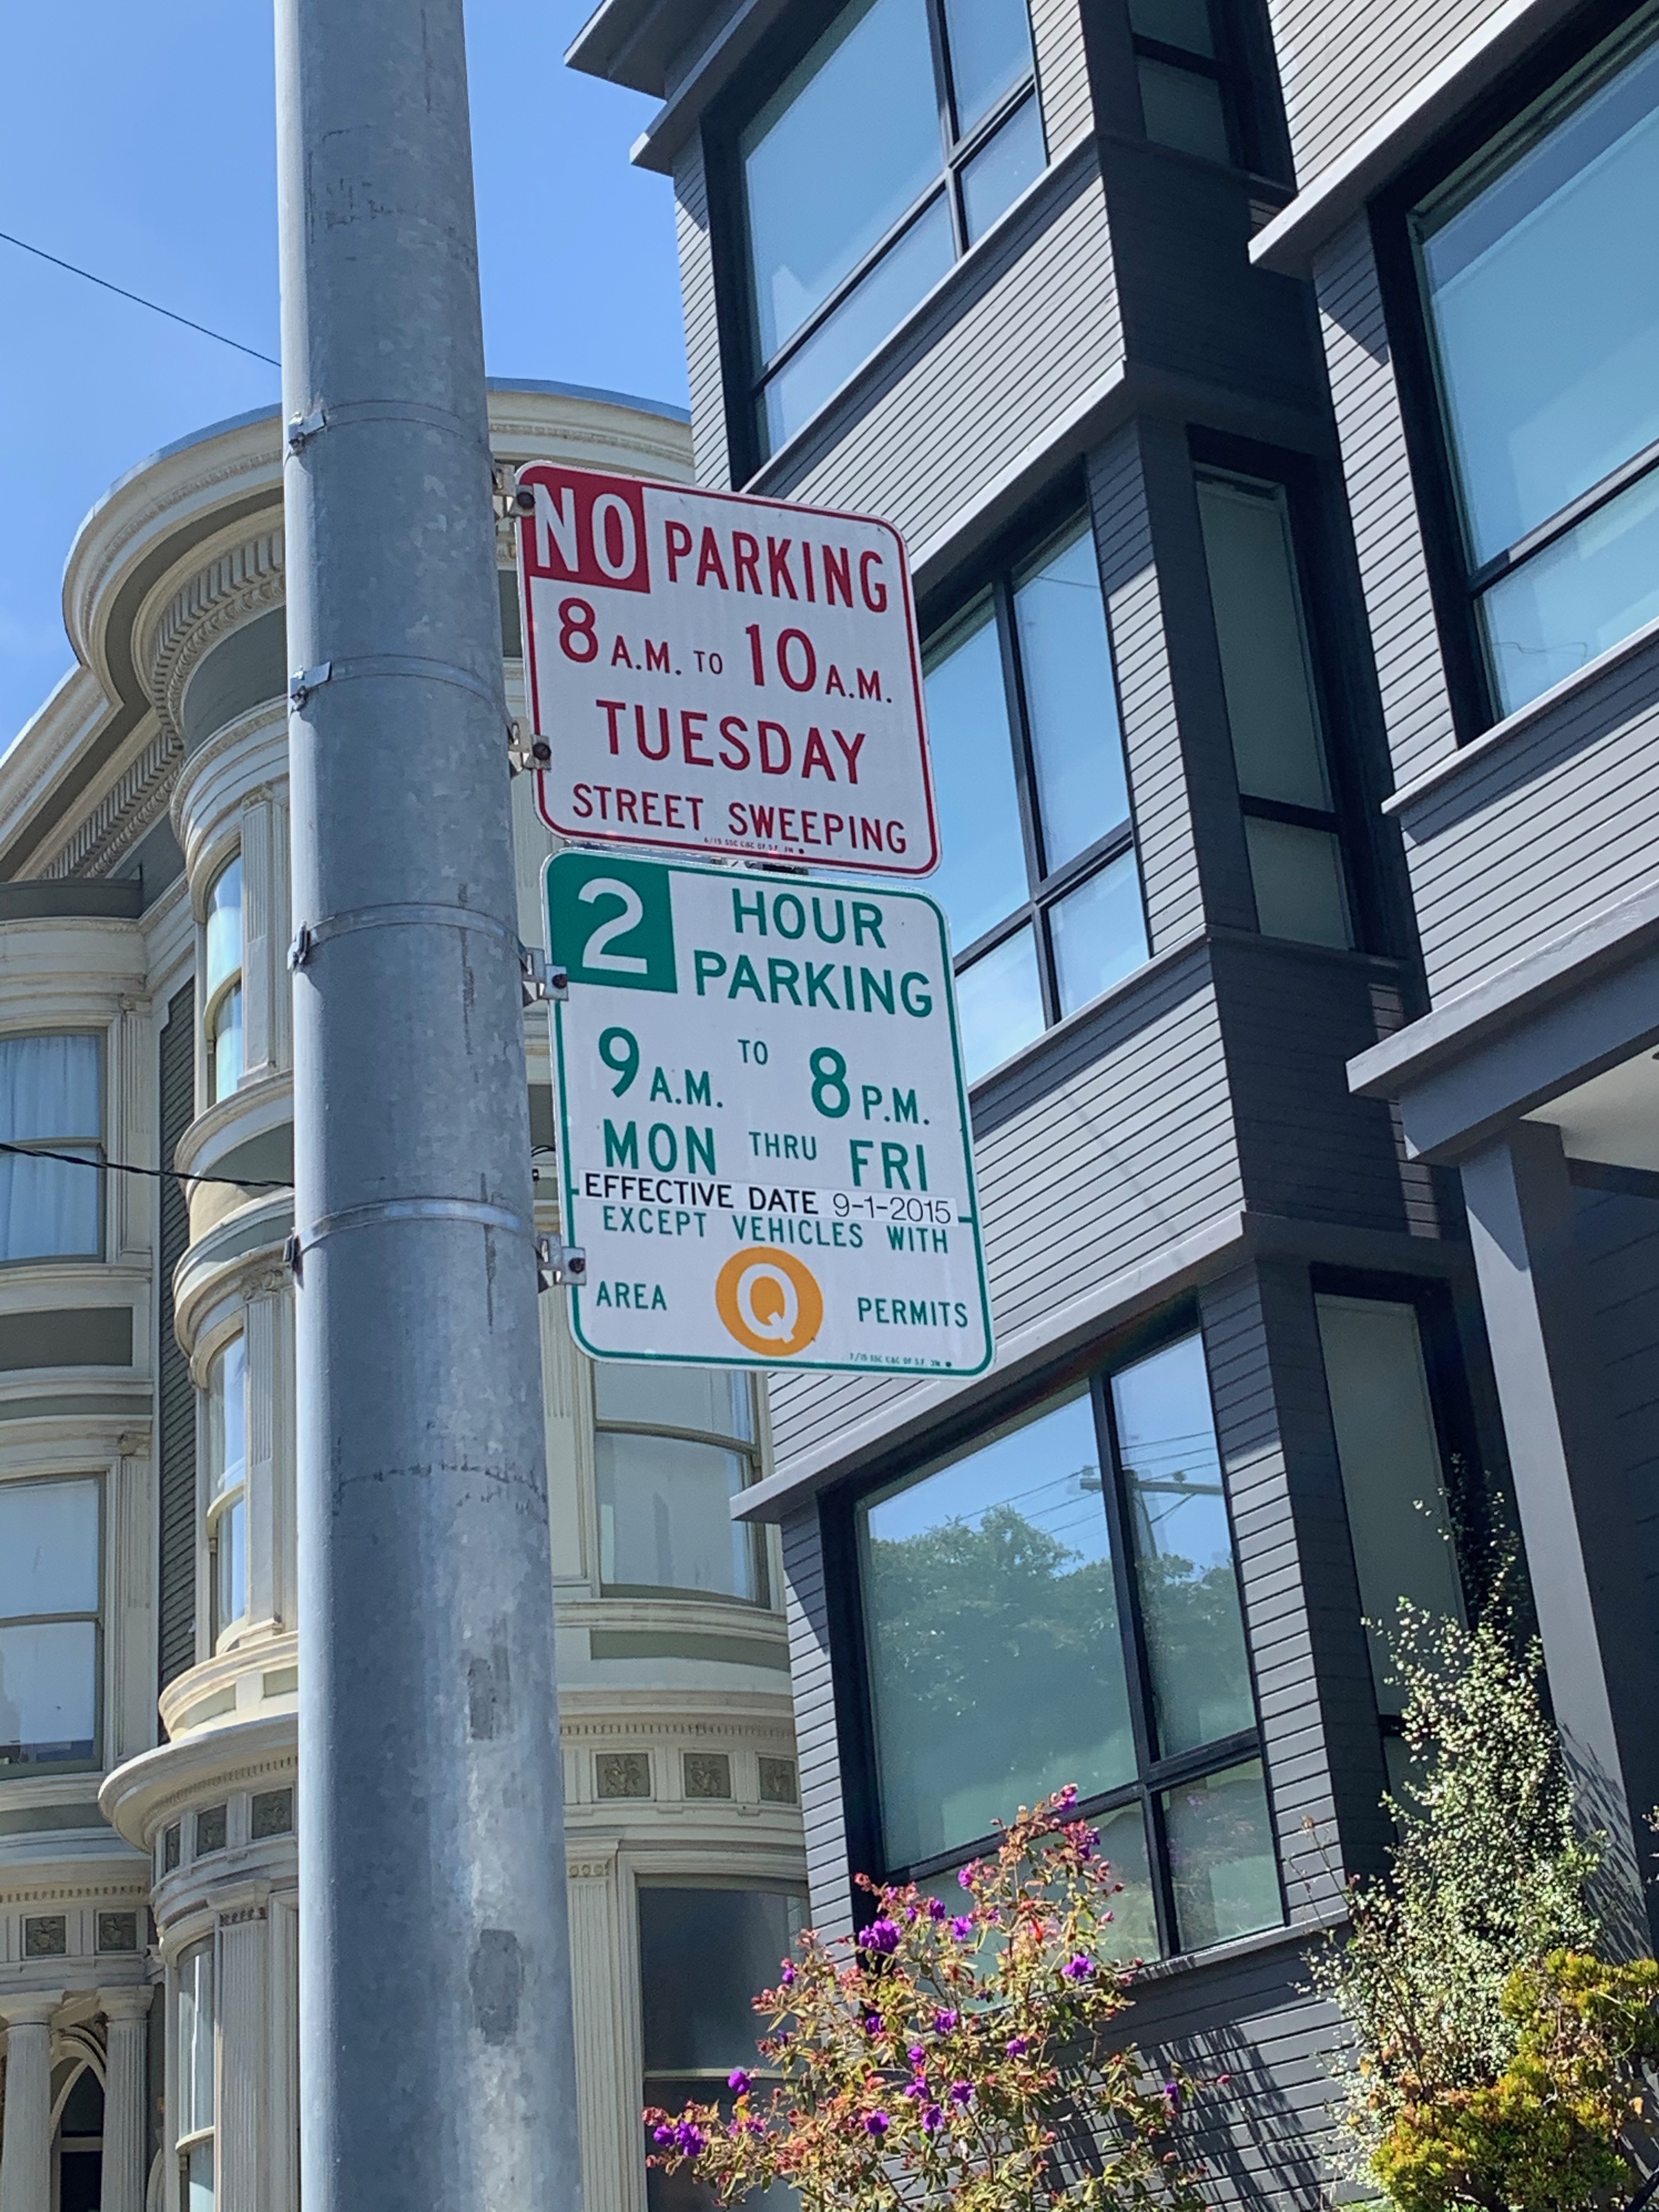 NO PARKING
8 A.M. TO 10 A.M.
TUESDAY
STREET SWEEPING
2 HOUR
PARKING
9 A.M. TO 8 P.M.
MON THRU FRI
EFFECTIVE DATE 9-1-2015
EXCEPT VEHICLES WITH
AREA Q PERMITS